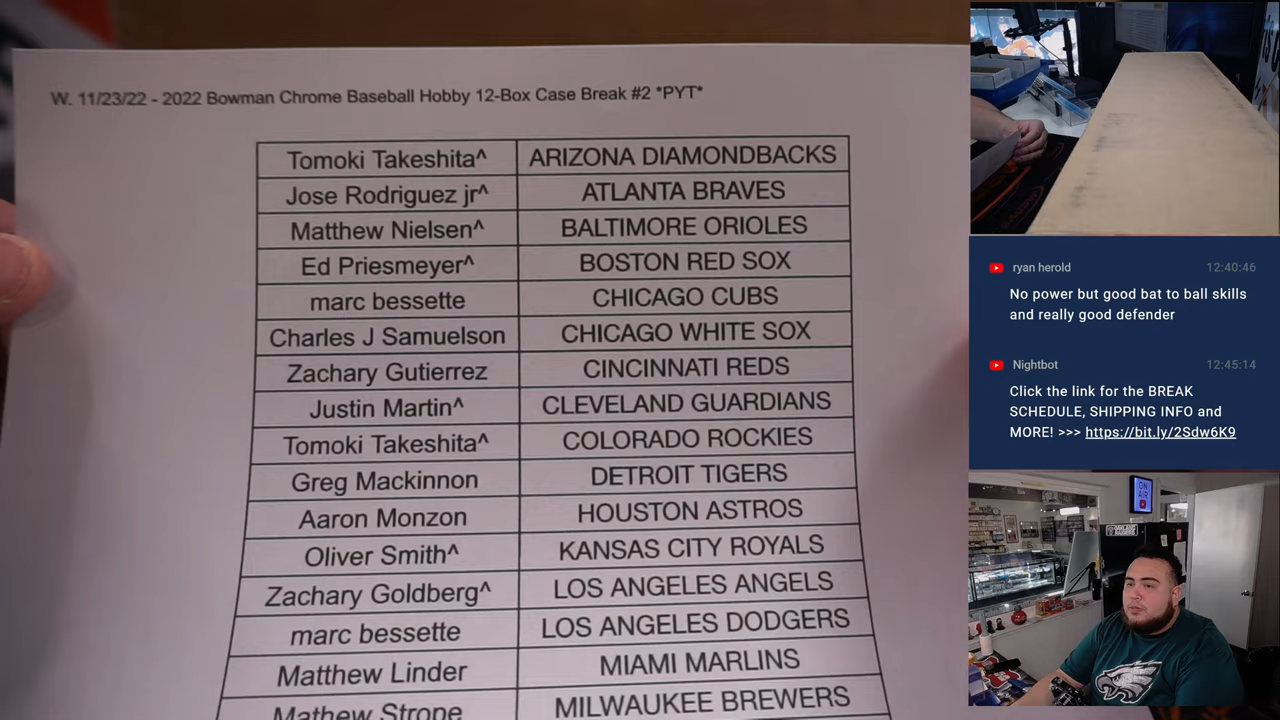 W. 11/23/22 - 2022 Bowman Chrome Baseball Hobby 12-Box Case Break #2 *PYT*
Tomoki Takeshita^ ARIZONA DIAMONDBACKS
Jose Rodriguez jr^ ATLANTA BRAVES
Matthew Nielsen^ BALTIMORE ORIOLES
Ed Priesmeyer^ BOSTON RED SOX
marc bessette CHICAGO CUBS
Charles J Samuelson CHICAGO WHITE SOX
Zachary Gutierrez CINCINNATI REDS
Justin Martin^ CLEVELAND GUARDIANS
Tomoki Takeshita^ COLORADO ROCKIES
Greg Mackinnon DETROIT TIGERS
Aaron Monzon HOUSTON ASTROS
Oliver Smith^ KANSAS CITY ROYALS
Zachary Goldberg^ LOS ANGELES ANGELS
marc bessette LOS ANGELES DODGERS
Matthew Linder MIAMI MARLINS
Mathew Strope MILWAUKEE BREWERS
ryan herold 12:40:46
No power but good bat to ball skills
and really good defender
Nightbot 12:45:14
Click the link for the BREAK
SCHEDULE, SHIPPING INFO and
MORE! >>> https://bit.ly/2Sdw6K9
ON
AIR